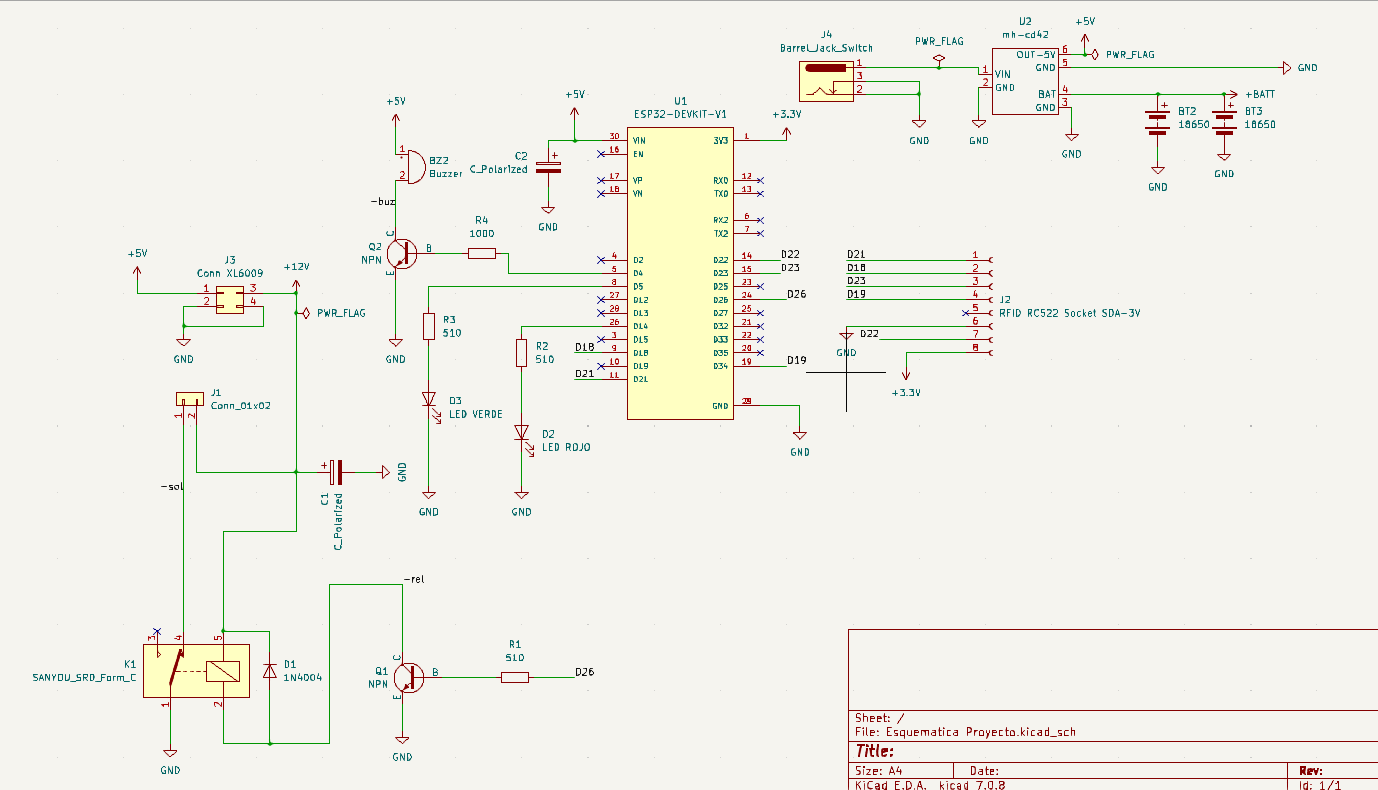 J4
Barrel_Jack_Switch
1
3
2
PWR_FLAG
U2
mh-cd42
1 VIN
2 GND
OUT-5V 6
GND 5
BAT 4
GND 3
+5V
PWR_FLAG
GND
+BATT
BT2
18650
BT3
18650
GND
GND
GND
GND
GND
+5V
1
2
BZ2
Buzzer
-buz
Q2
NPN
C
B
E
GND
R4
1000
+5V
C2
C_Polarized
GND
U1
ESP32-DEVKIT-V1
30 VIN
16 EN
17 VP
18 VN
4 D2
5 D4
8 D5
27 D12
28 D13
26 D14
3 D15
9 D18
10 D19
11 D21
3V3 1
RX0 12
TX0 13
RX2 6
TX2 7
D22 14
D23 15
D25 23
D26 24
D27 25
D32 21
D33 22
D35 20
D34 19
GND 29
+3.3V
D22
D23
D26
D19
GND
D18
D21
D21
D18
D23
D19
D22
GND
+3.3V
1
2
3
4
5
6
7
8
J2
RFID RC522 Socket SDA-3V
+5V
J3
Conn XL6009
1
2
3
4
+12V
PWR_FLAG
GND
R3
510
D3
LED VERDE
GND
R2
510
D2
LED ROJO
GND
J1
Conn_01x02
1
2
-sol
C1
C_Polarized
GND
K1
SANYOU_SRD_Form_C
3
4
5
1
2
GND
D1
1N4004
-rel
Q1
NPN
C
B
E
GND
R1
510
D26
Sheet: /
File: Esquematica Proyecto.kicad_sch
Title:
Size: A4
Date:
Rev:
KiCad E.D.A. kicad 7.0.8
Id: 1/1